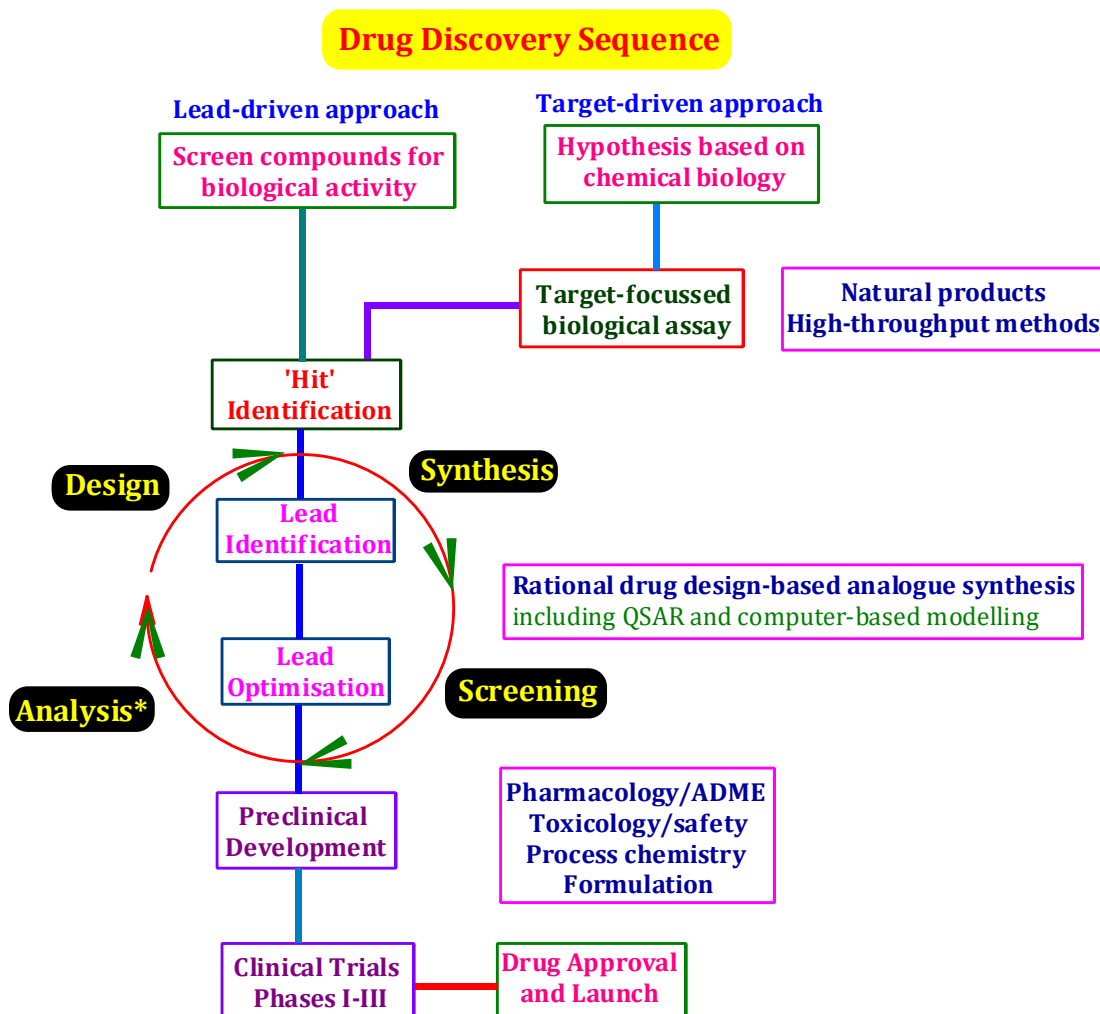 Drug Discovery Sequence
Lead-driven approach
Target-driven approach
Screen compounds for
biological activity
Hypothesis based on
chemical biology
Target-focussed
biological assay
Natural products
High-throughput methods
'Hit'
Identification
Design
Synthesis
Lead
Identification
Rational drug design-based analogue synthesis
including QSAR and computer-based modelling
Lead
Optimisation
Screening
Analysis*
Preclinical
Development
Pharmacology/ADME
Toxicology/safety
Process chemistry
Formulation
Clinical Trials
Phases I-III
Drug Approval
and Launch